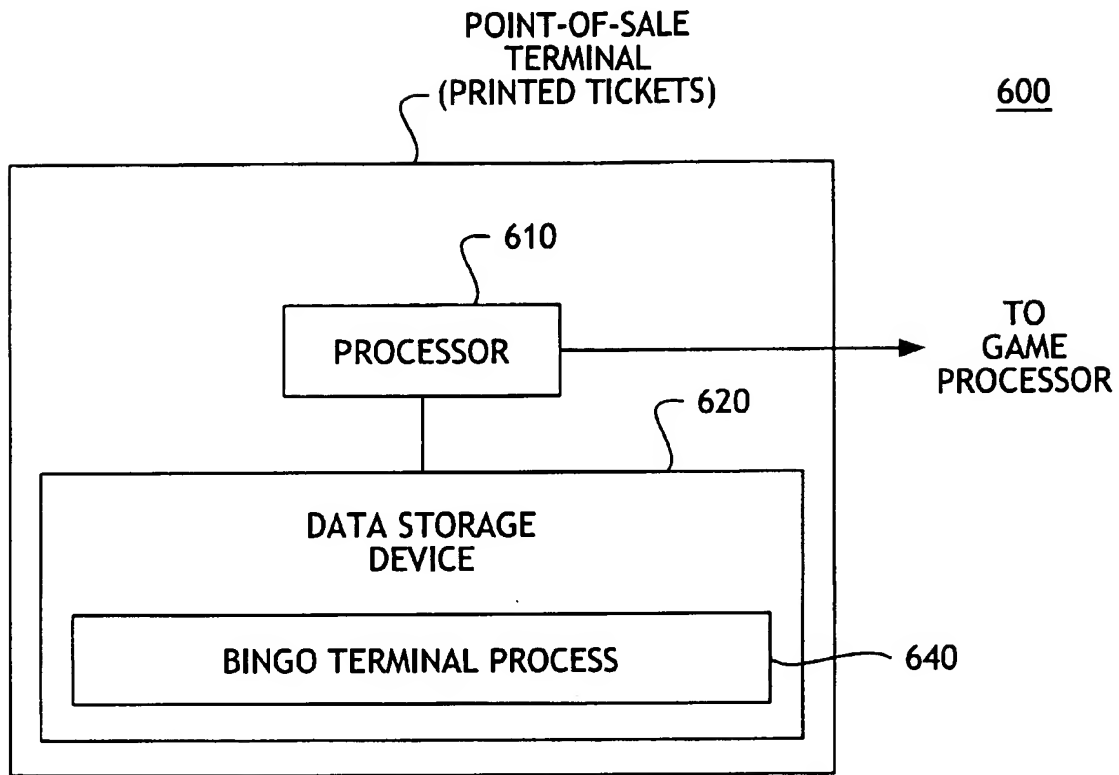 POINT-OF-SALE
TERMINAL
(PRINTED TICKETS)
600
610
PROCESSOR
TO
GAME
PROCESSOR
620
DATA STORAGE
DEVICE
BINGO TERMINAL PROCESS
640